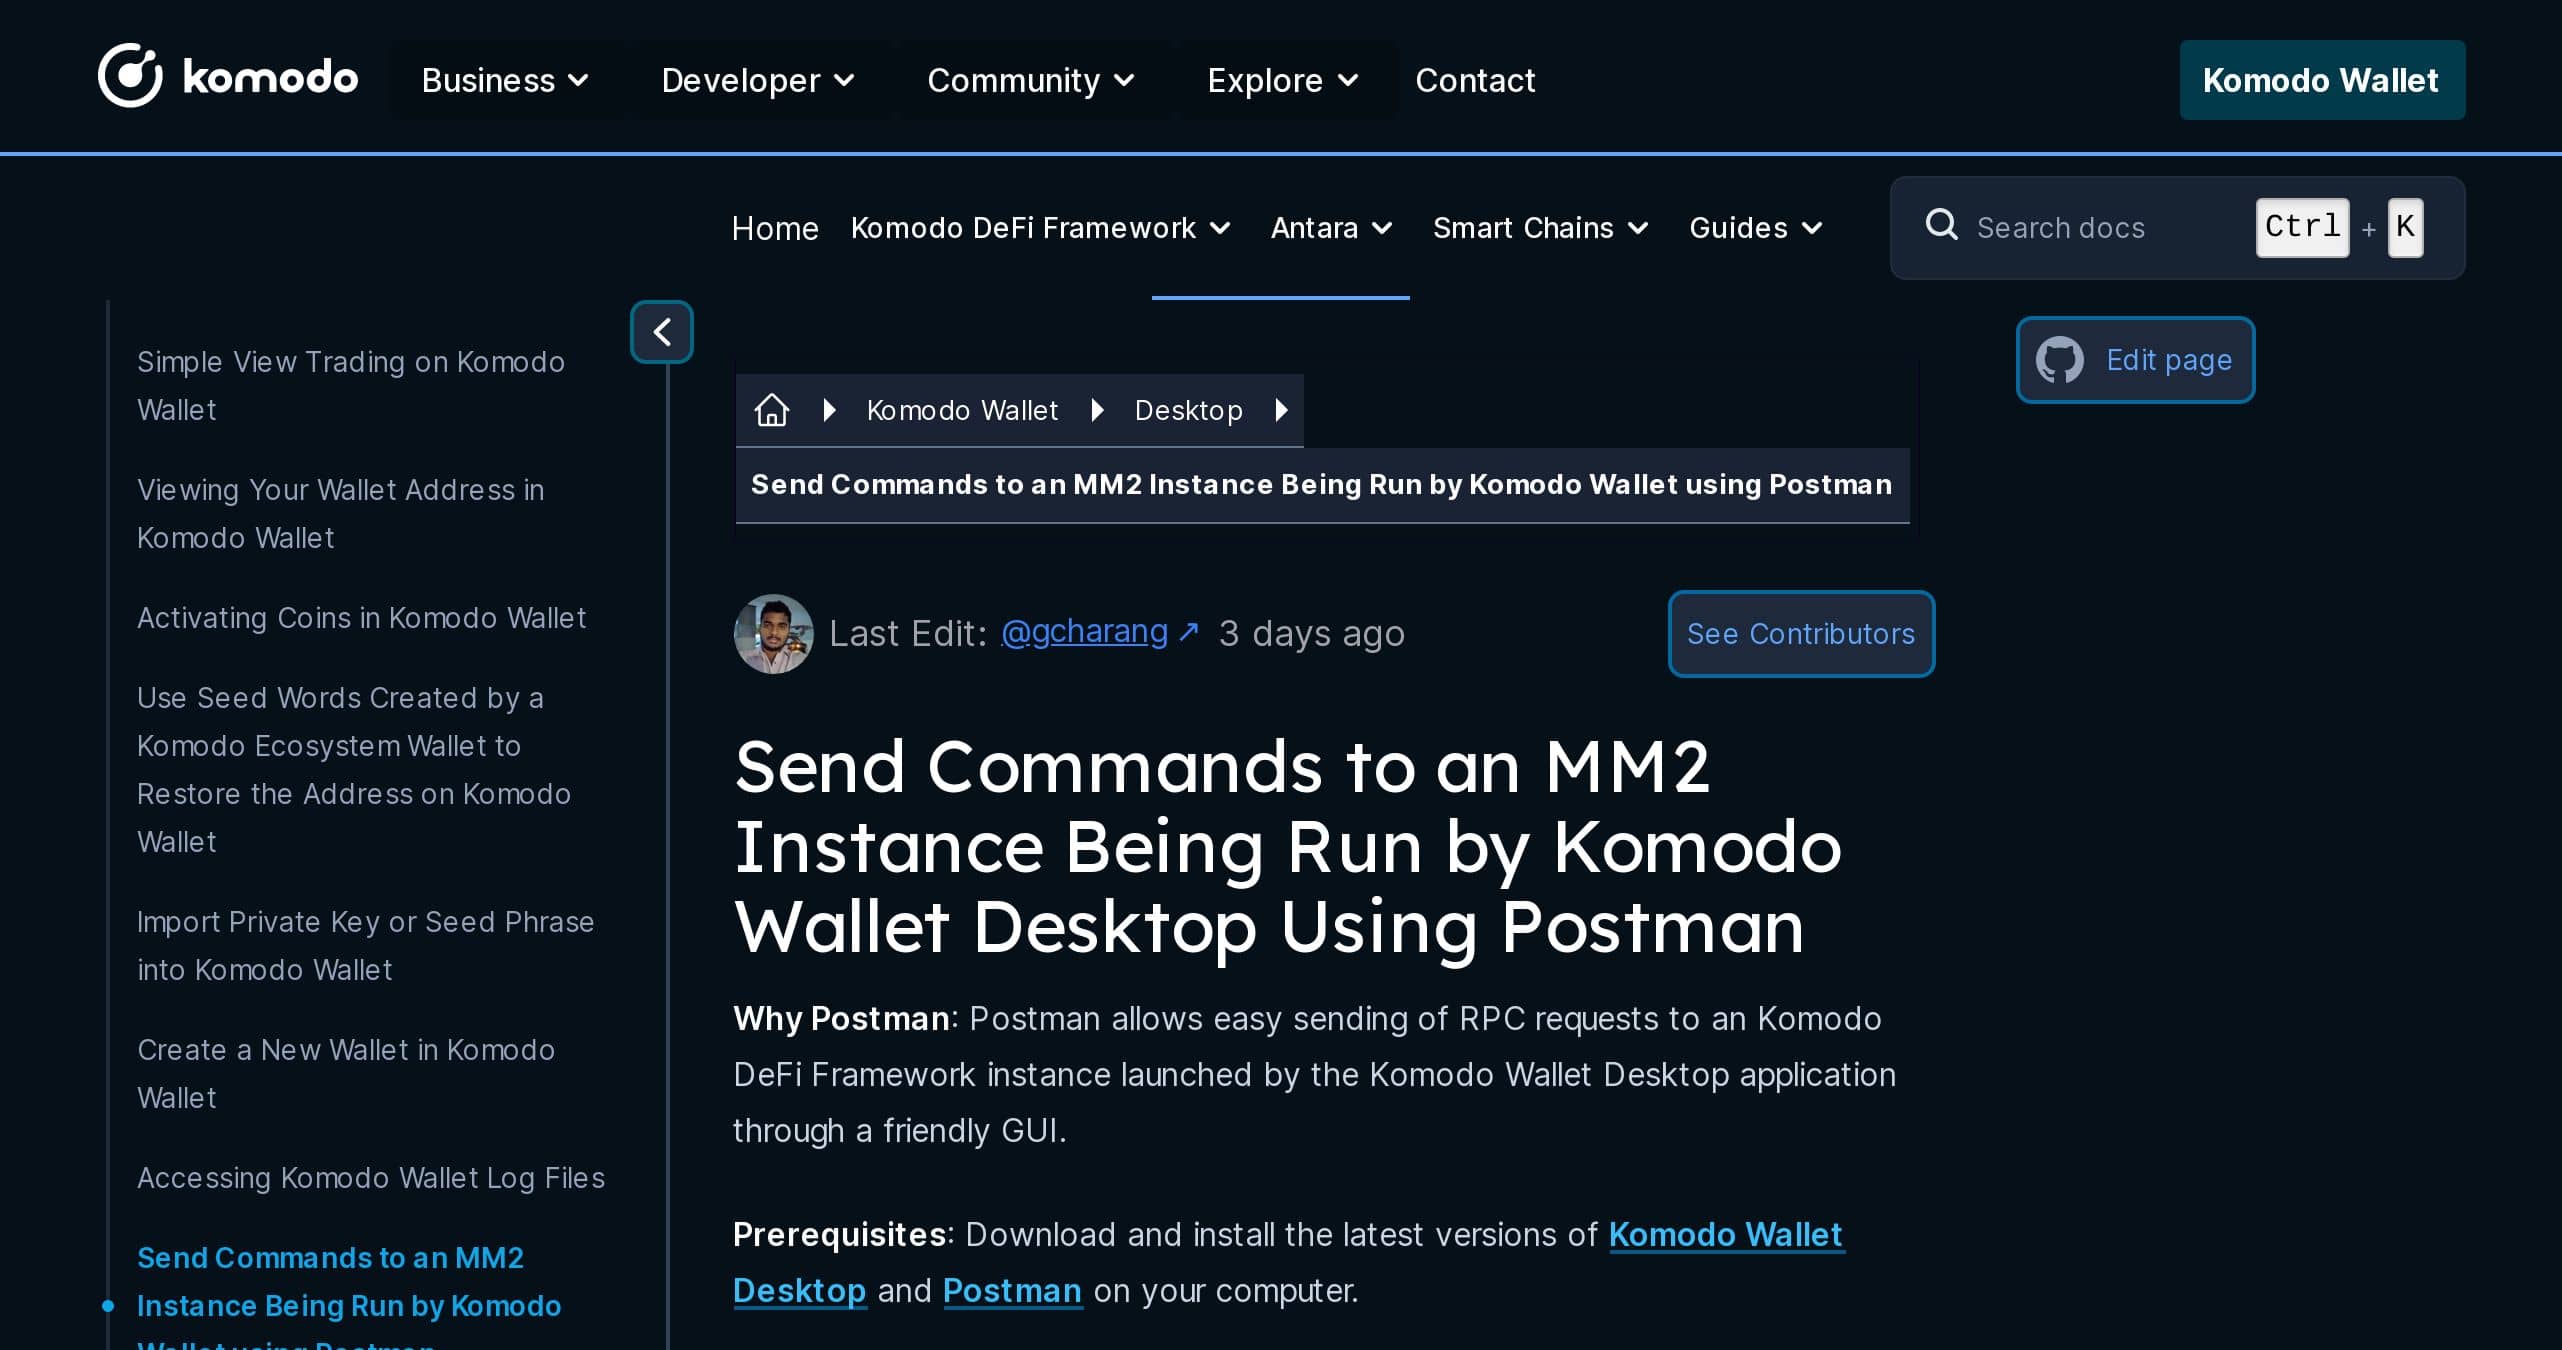 komodo
Business
Developer
Community
Explore
Contact
Komodo Wallet
Home
Komodo DeFi Framework
Antara
Smart Chains
Guides
Search docs
Ctrl + K
Simple View Trading on Komodo
Wallet
Viewing Your Wallet Address in
Komodo Wallet
Activating Coins in Komodo Wallet
Use Seed Words Created by a
Komodo Ecosystem Wallet to
Restore the Address on Komodo
Wallet
Import Private Key or Seed Phrase
into Komodo Wallet
Create a New Wallet in Komodo
Wallet
Accessing Komodo Wallet Log Files
Send Commands to an MM2
Instance Being Run by Komodo
Wallet using Postman
Komodo Wallet
Desktop
Send Commands to an MM2 Instance Being Run by Komodo Wallet using Postman
Edit page
Last Edit: @gcharang ↗ 3 days ago
See Contributors
Send Commands to an MM2
Instance Being Run by Komodo
Wallet Desktop Using Postman
Why Postman: Postman allows easy sending of RPC requests to an Komodo
DeFi Framework instance launched by the Komodo Wallet Desktop application
through a friendly GUI.
Prerequisites: Download and install the latest versions of Komodo Wallet
Desktop and Postman on your computer.